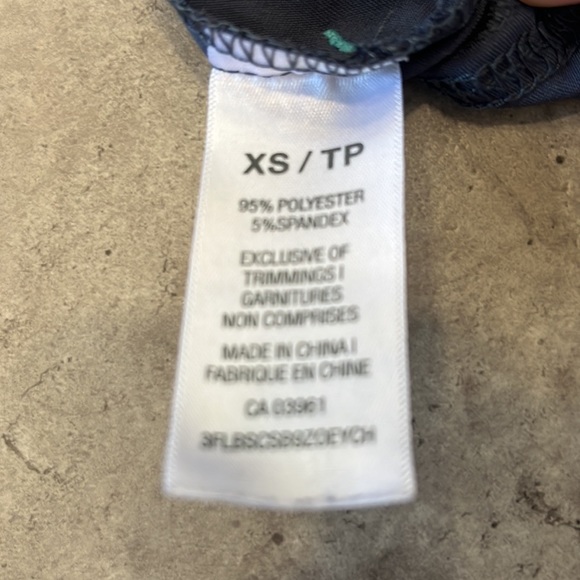 XS / TP
95% POLYESTER
5%SPANDEX
EXCLUSIVE OF
TRIMMINGS I
GARNITURES
NON COMPRISES
MADE IN CHINA I
FABRIQUE EN CHINE
CA 03961